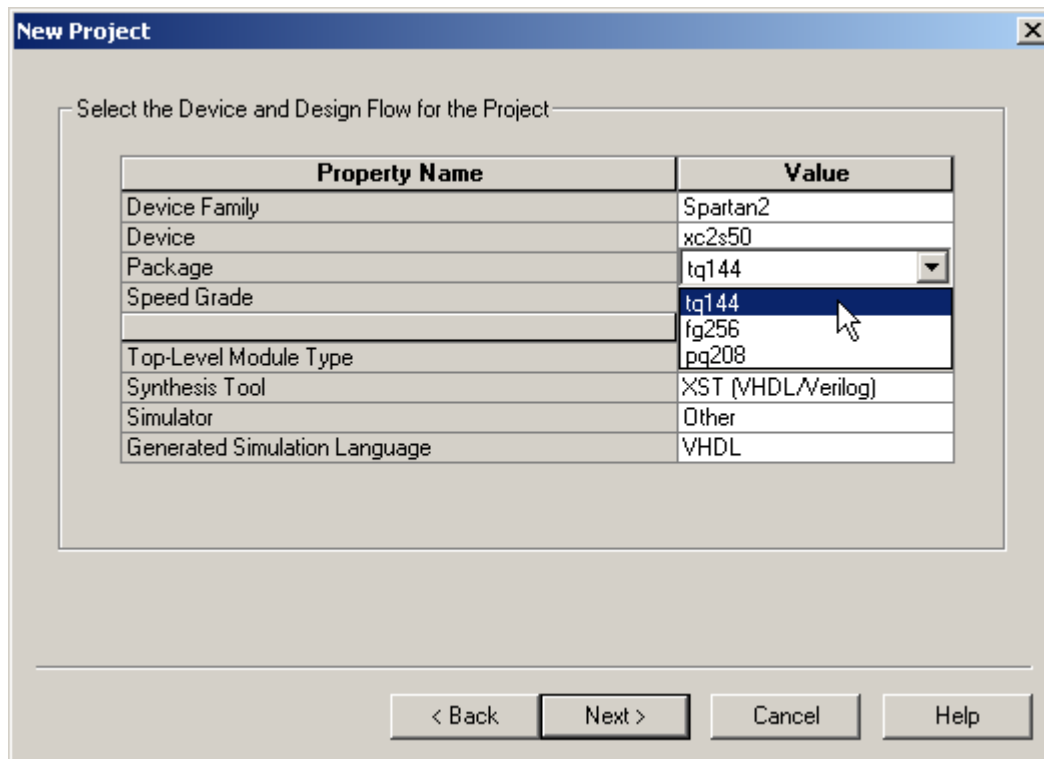 New Project
Select the Device and Design Flow for the Project
Property Name Value
Device Family Spartan2
Device xc2s50
Package tq144
Speed Grade tq144
fg256
pq208
Top-Level Module Type
Synthesis Tool XST (VHDL/Verilog)
Simulator Other
Generated Simulation Language VHDL
< Back Next > Cancel Help